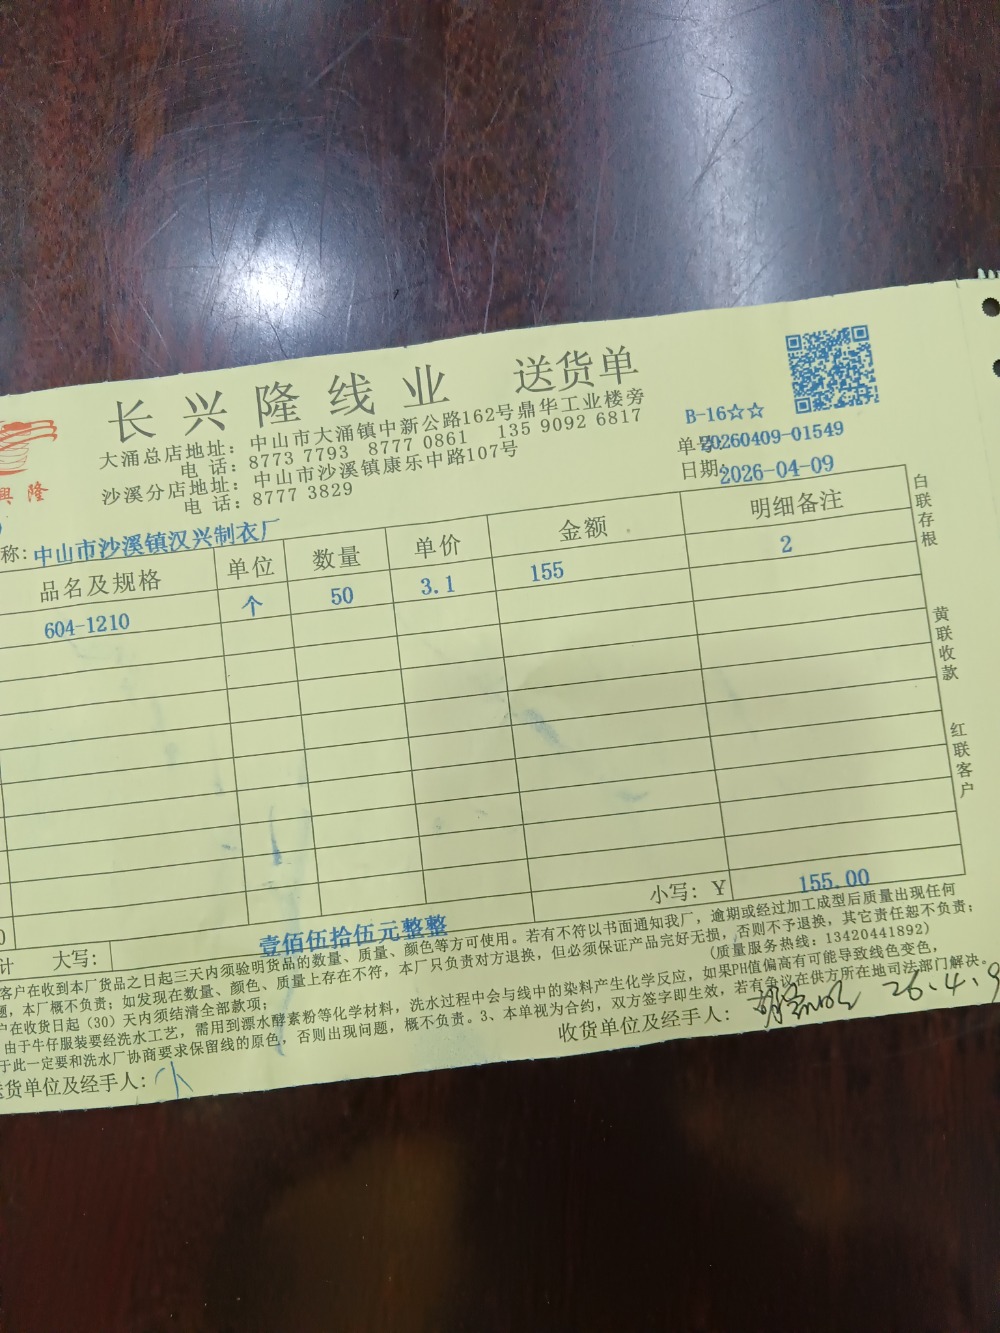 長興隆
长兴隆线业 送货单
大涌总店地址：中山市大涌镇中新公路162号鼎华工业楼旁
电 话：8773 7793 8777 0861 135 9092 6817
沙溪分店地址：中山市沙溪镇康乐中路107号
电 话：8777 3829
B-16☆☆
单号：20260409-01549
日期：2026-04-09
称：中山市沙溪镇汉兴制衣厂
品名及规格 单位 数量 单价 金额 明细备注
604-1210 个 50 3.1 155 2
白联存根
黄联收款
红联客户
小写：¥ 155.00
计 大写： 壹佰伍拾伍元整整
客户在收到本厂货品之日起三天内须验明货品的数量、质量、颜色等方可使用。若有不符以书面通知我厂，逾期或经过加工成型后质量出现任何
题，本厂概不负责；如发现在数量、颜色、质量上存在不符，本厂只负责对方退换，但必须保证产品完好无损，否则不予退换，其它责任恕不负责；
户在收货日起（30）天内须结清全部款项； (质量服务热线：13420441892)
由于牛仔服装要经洗水工艺，需用到漂水酵素粉等化学材料，洗水过程中会与线中的染料产生化学反应，如果PH值偏高有可能导致线色变色，
于此一定要和洗水厂协商要求保留线的原色，否则出现问题，概不负责。3、本单视为合约，双方签字即生效，若有争议在供方所在地司法部门解决。
送货单位及经手人：
收货单位及经手人： 26.4.9